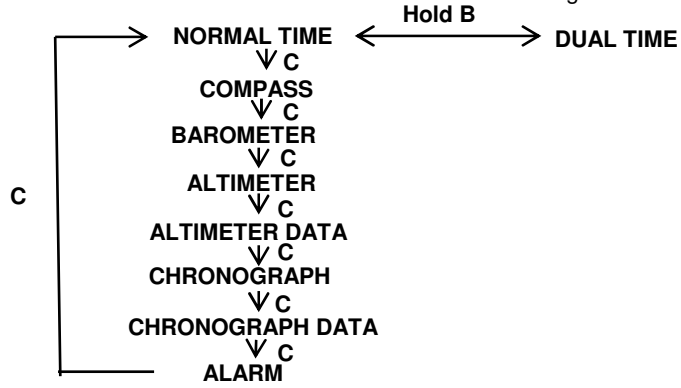 Hold B
NORMAL TIME
DUAL TIME
C
COMPASS
C
BAROMETER
C
ALTIMETER
C
C
ALTIMETER DATA
C
CHRONOGRAPH
C
CHRONOGRAPH DATA
C
ALARM